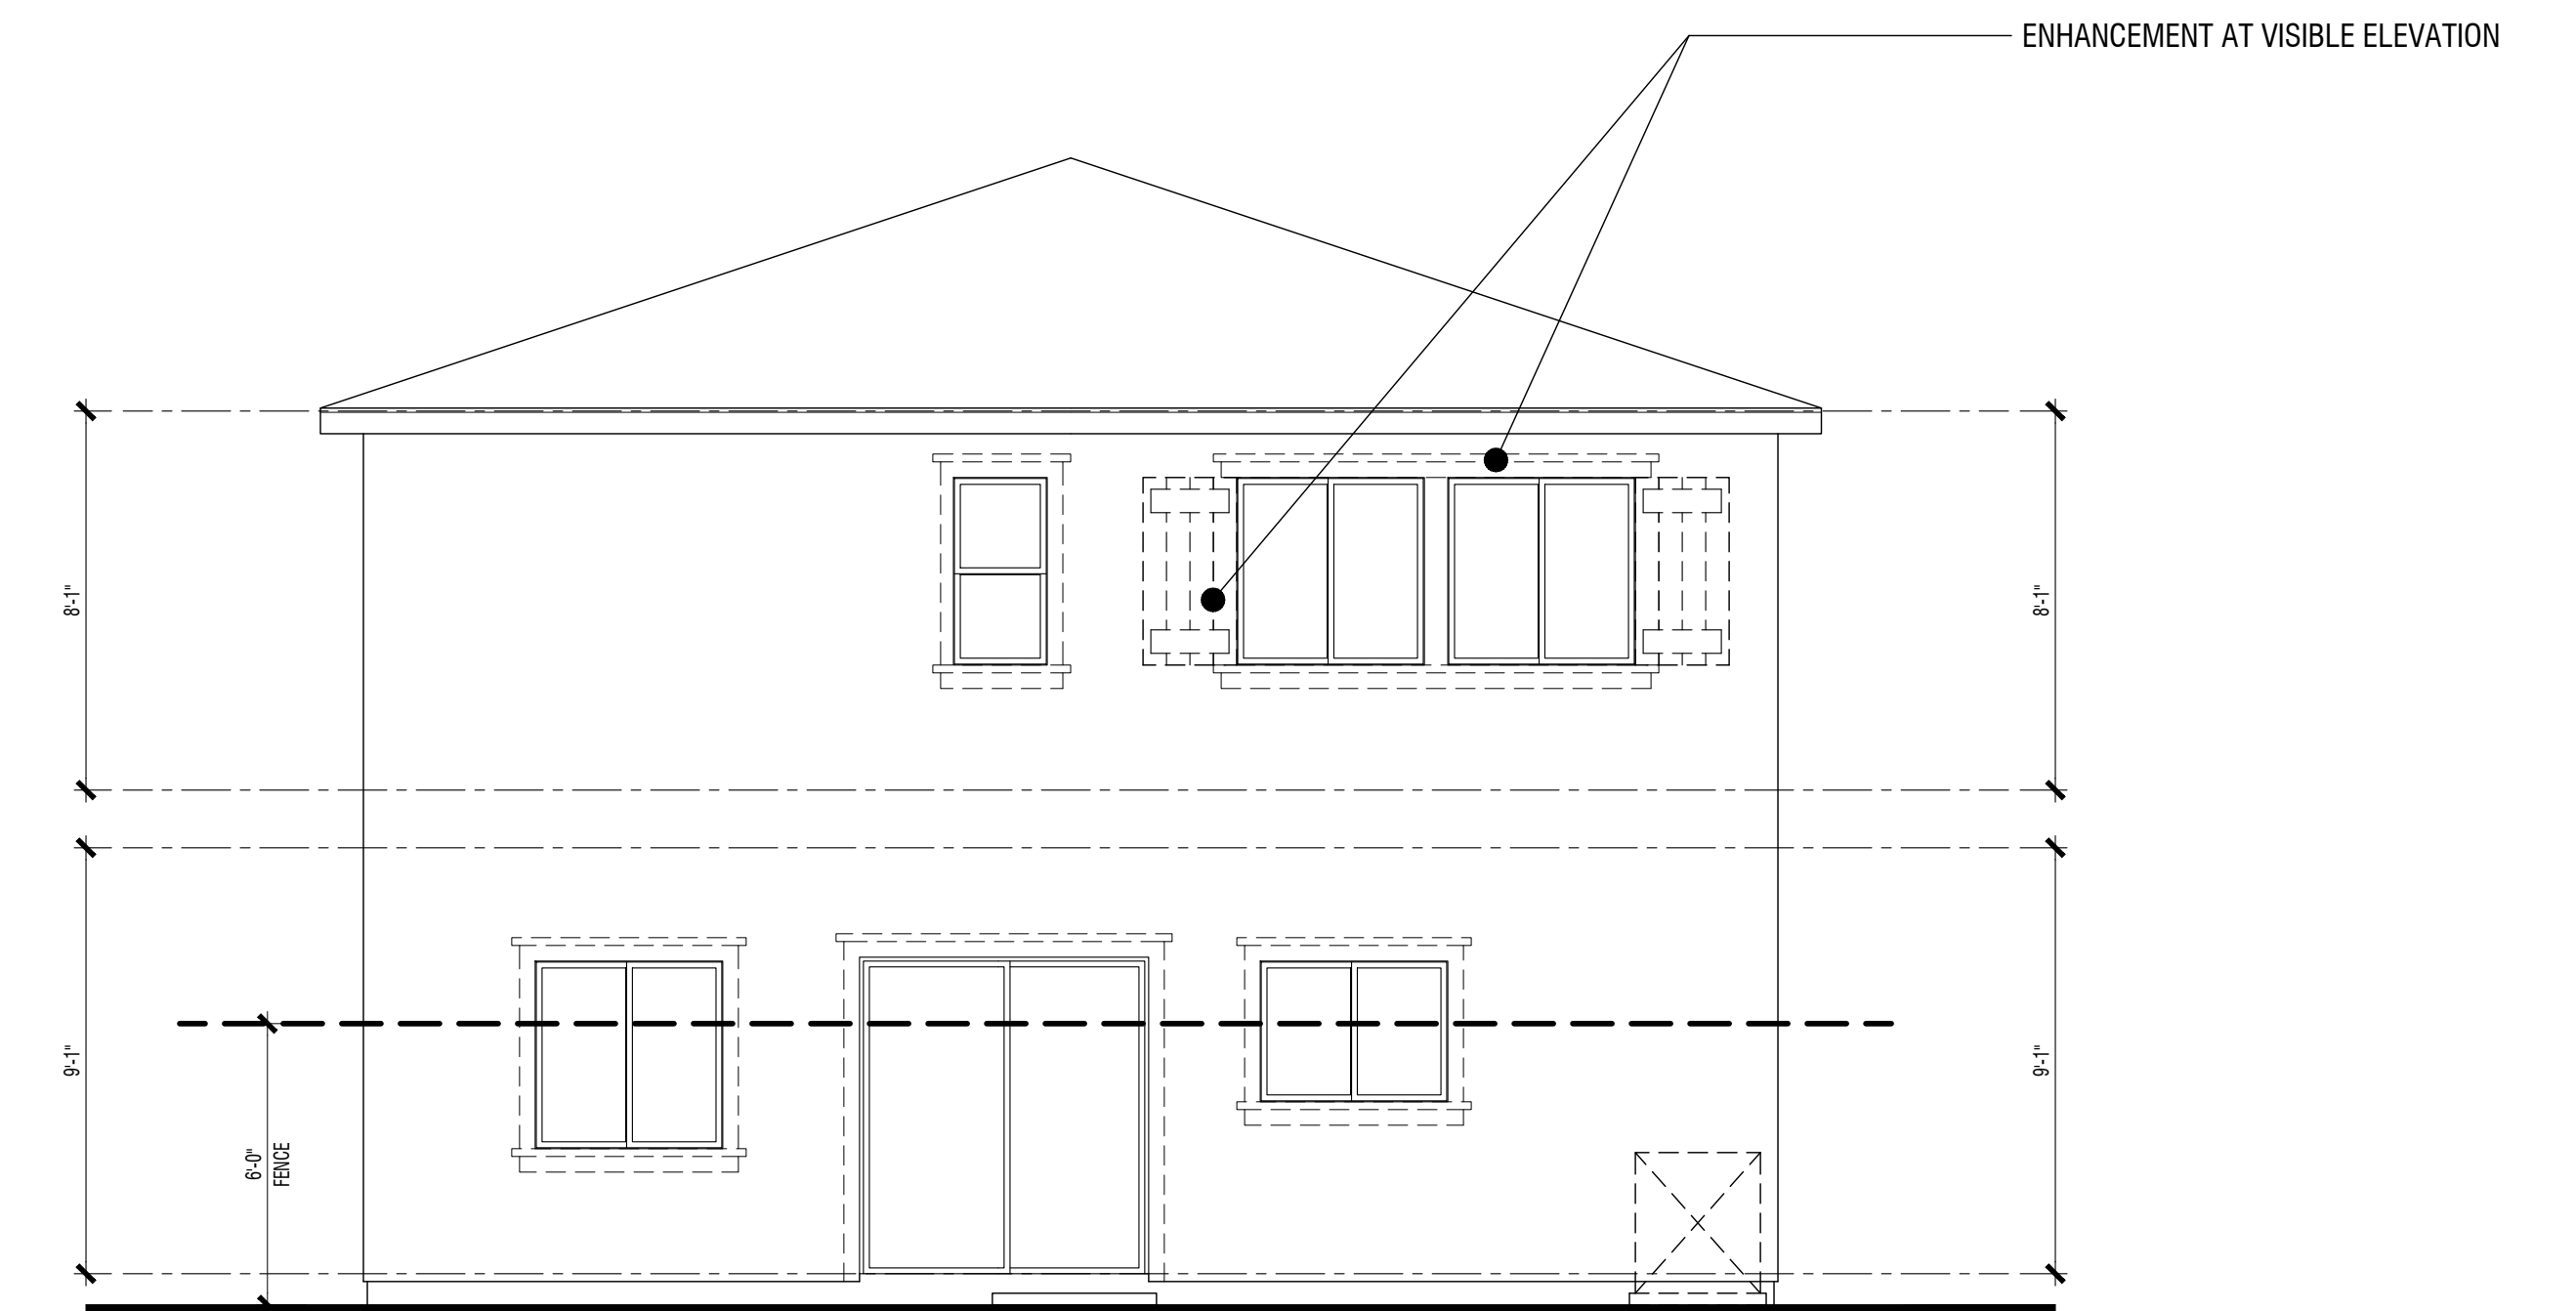 ENHANCEMENT AT VISIBLE ELEVATION
8'-1"
8'-1"
9'-1"
9'-1"
6'-0"
FENCE